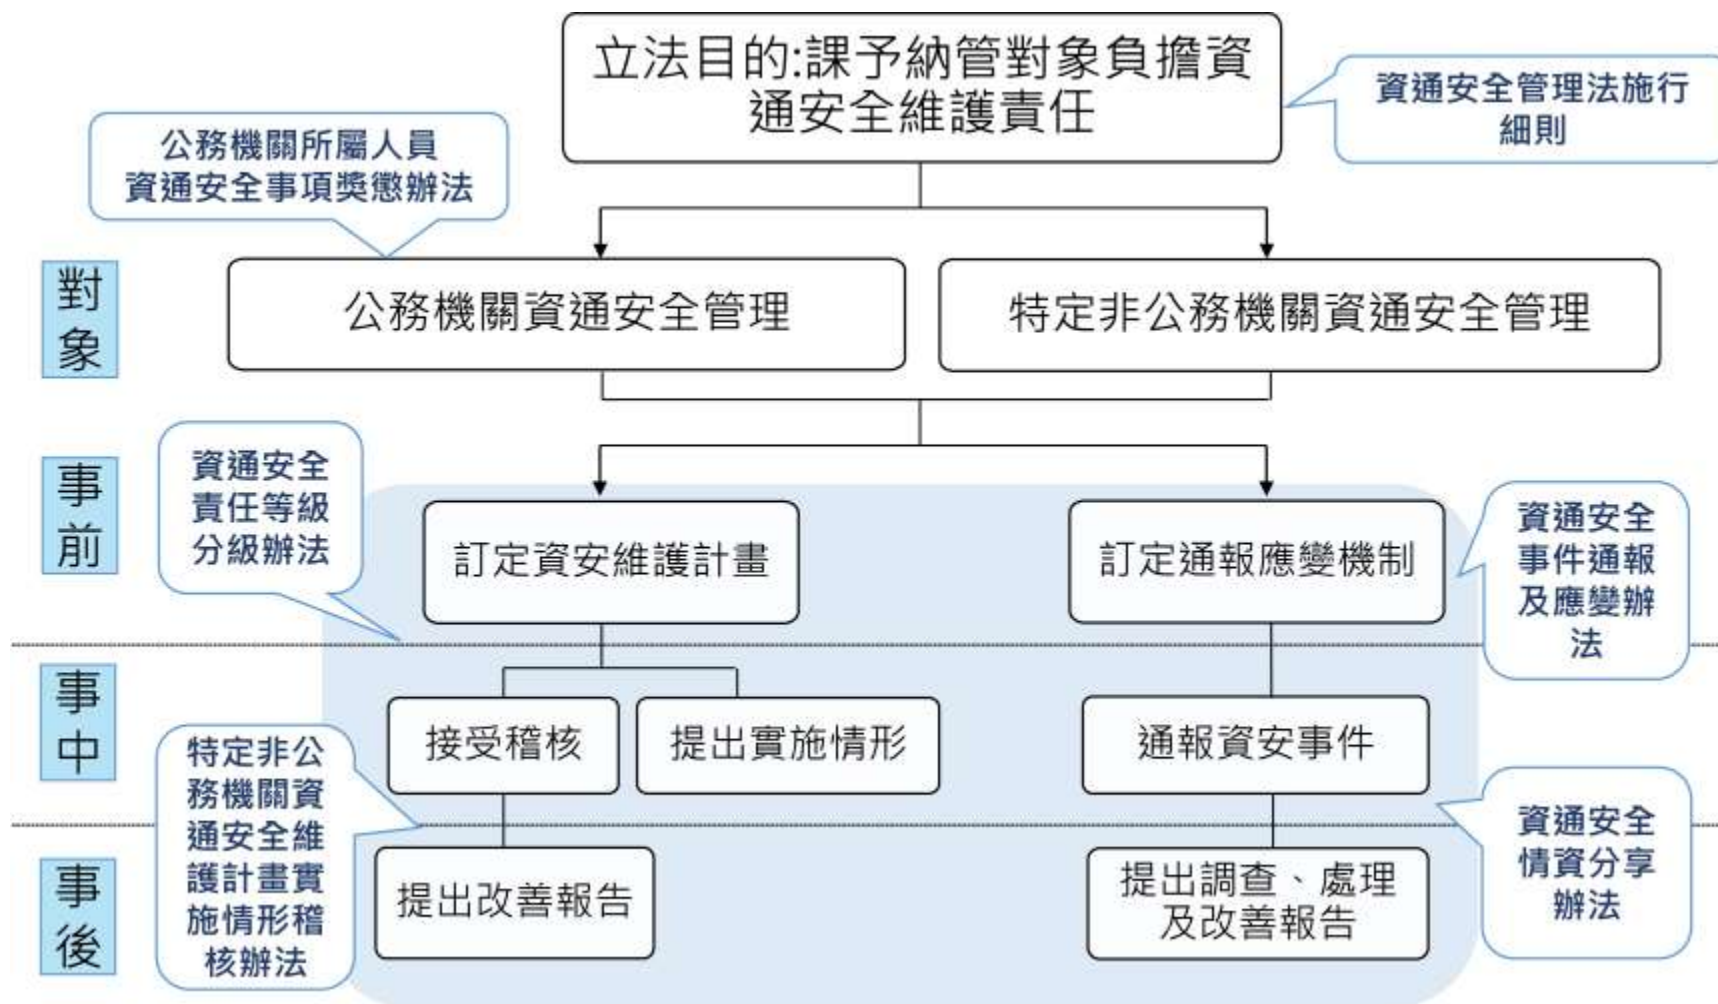 立法目的:課予納管對象負擔資
通安全維護責任
資通安全管理法施行
細則
公務機關所屬人員
資通安全事項獎懲辦法
對
象
公務機關資通安全管理
特定非公務機關資通安全管理
事
前
資通安全
責任等級
分級辦法
訂定資安維護計畫
訂定通報應變機制
資通安全
事件通報
及應變辦
法
事
中
接受稽核
提出實施情形
通報資安事件
特定非公
務機關資
通安全維
護計畫實
施情形稽
核辦法
資通安全
情資分享
辦法
事
後
提出改善報告
提出調查、處理
及改善報告